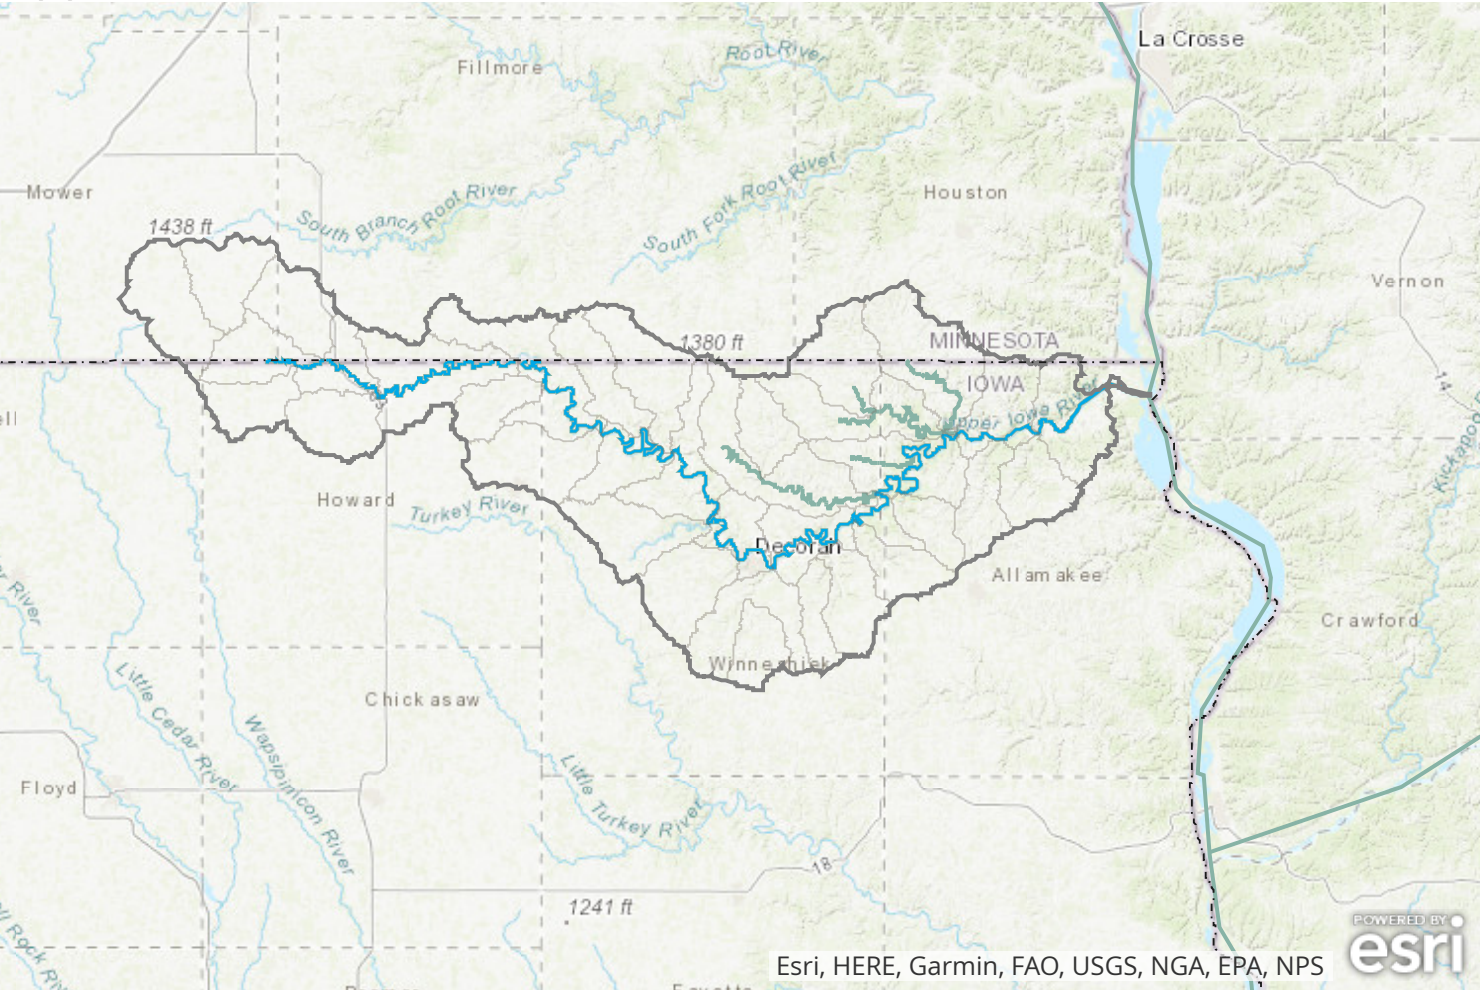 La Crosse
Root River
Fillmore
Mower
South Branch Root River
South Fork Root River
Houston
1438 ft
Vernon
1380 ft
MINNESOTA
IOWA
14
Upper Iowa River
Kickapoo
Howard
Turkey River
Decorah
Allamakee
River
Crawford
Winneshiek
Little Cedar River
Chickasaw
Wapsipinicon River
Floyd
Little Turkey River
18
1241 ft
POWERED BY
esri
Esri, HERE, Garmin, FAO, USGS, NGA, EPA, NPS